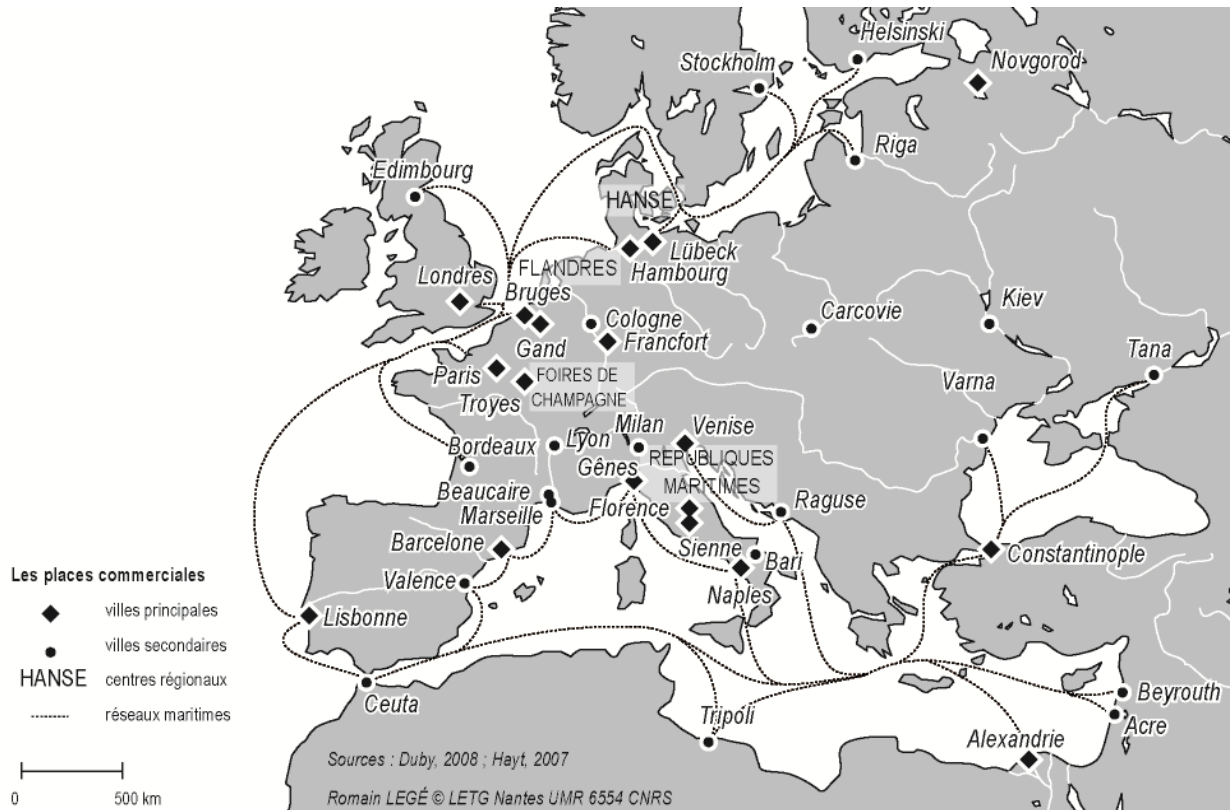 Helsinski
Stockholm
Novgorod
Riga
Edimbourg
HANSE
Lübeck
Hambourg
FLANDRES
Londres
Bruges
Cologne
Carcovie
Kiev
Gand
Francfort
Tana
Paris
FOIRES DE
CHAMPAGNE
Troyes
Varna
Milan
Venise
Bordeaux
Lyon
RÉPUBLIQUES
MARITIMES
Gênes
Beaucaire
Marseille
Florence
Raguse
Barcelone
Sienne
Bari
Constantinople
Valence
Naples
Lisbonne
Ceuta
Tripóli
Beyrouth
Acre
Alexandrie
Les places commerciales
villes principales
villes secondaires
HANSE centres régionaux
réseaux maritimes
0 500 km
Sources : Duby, 2008 ; Hayt, 2007
Romain LEGÉ © LETG Nantes UMR 6554 CNRS